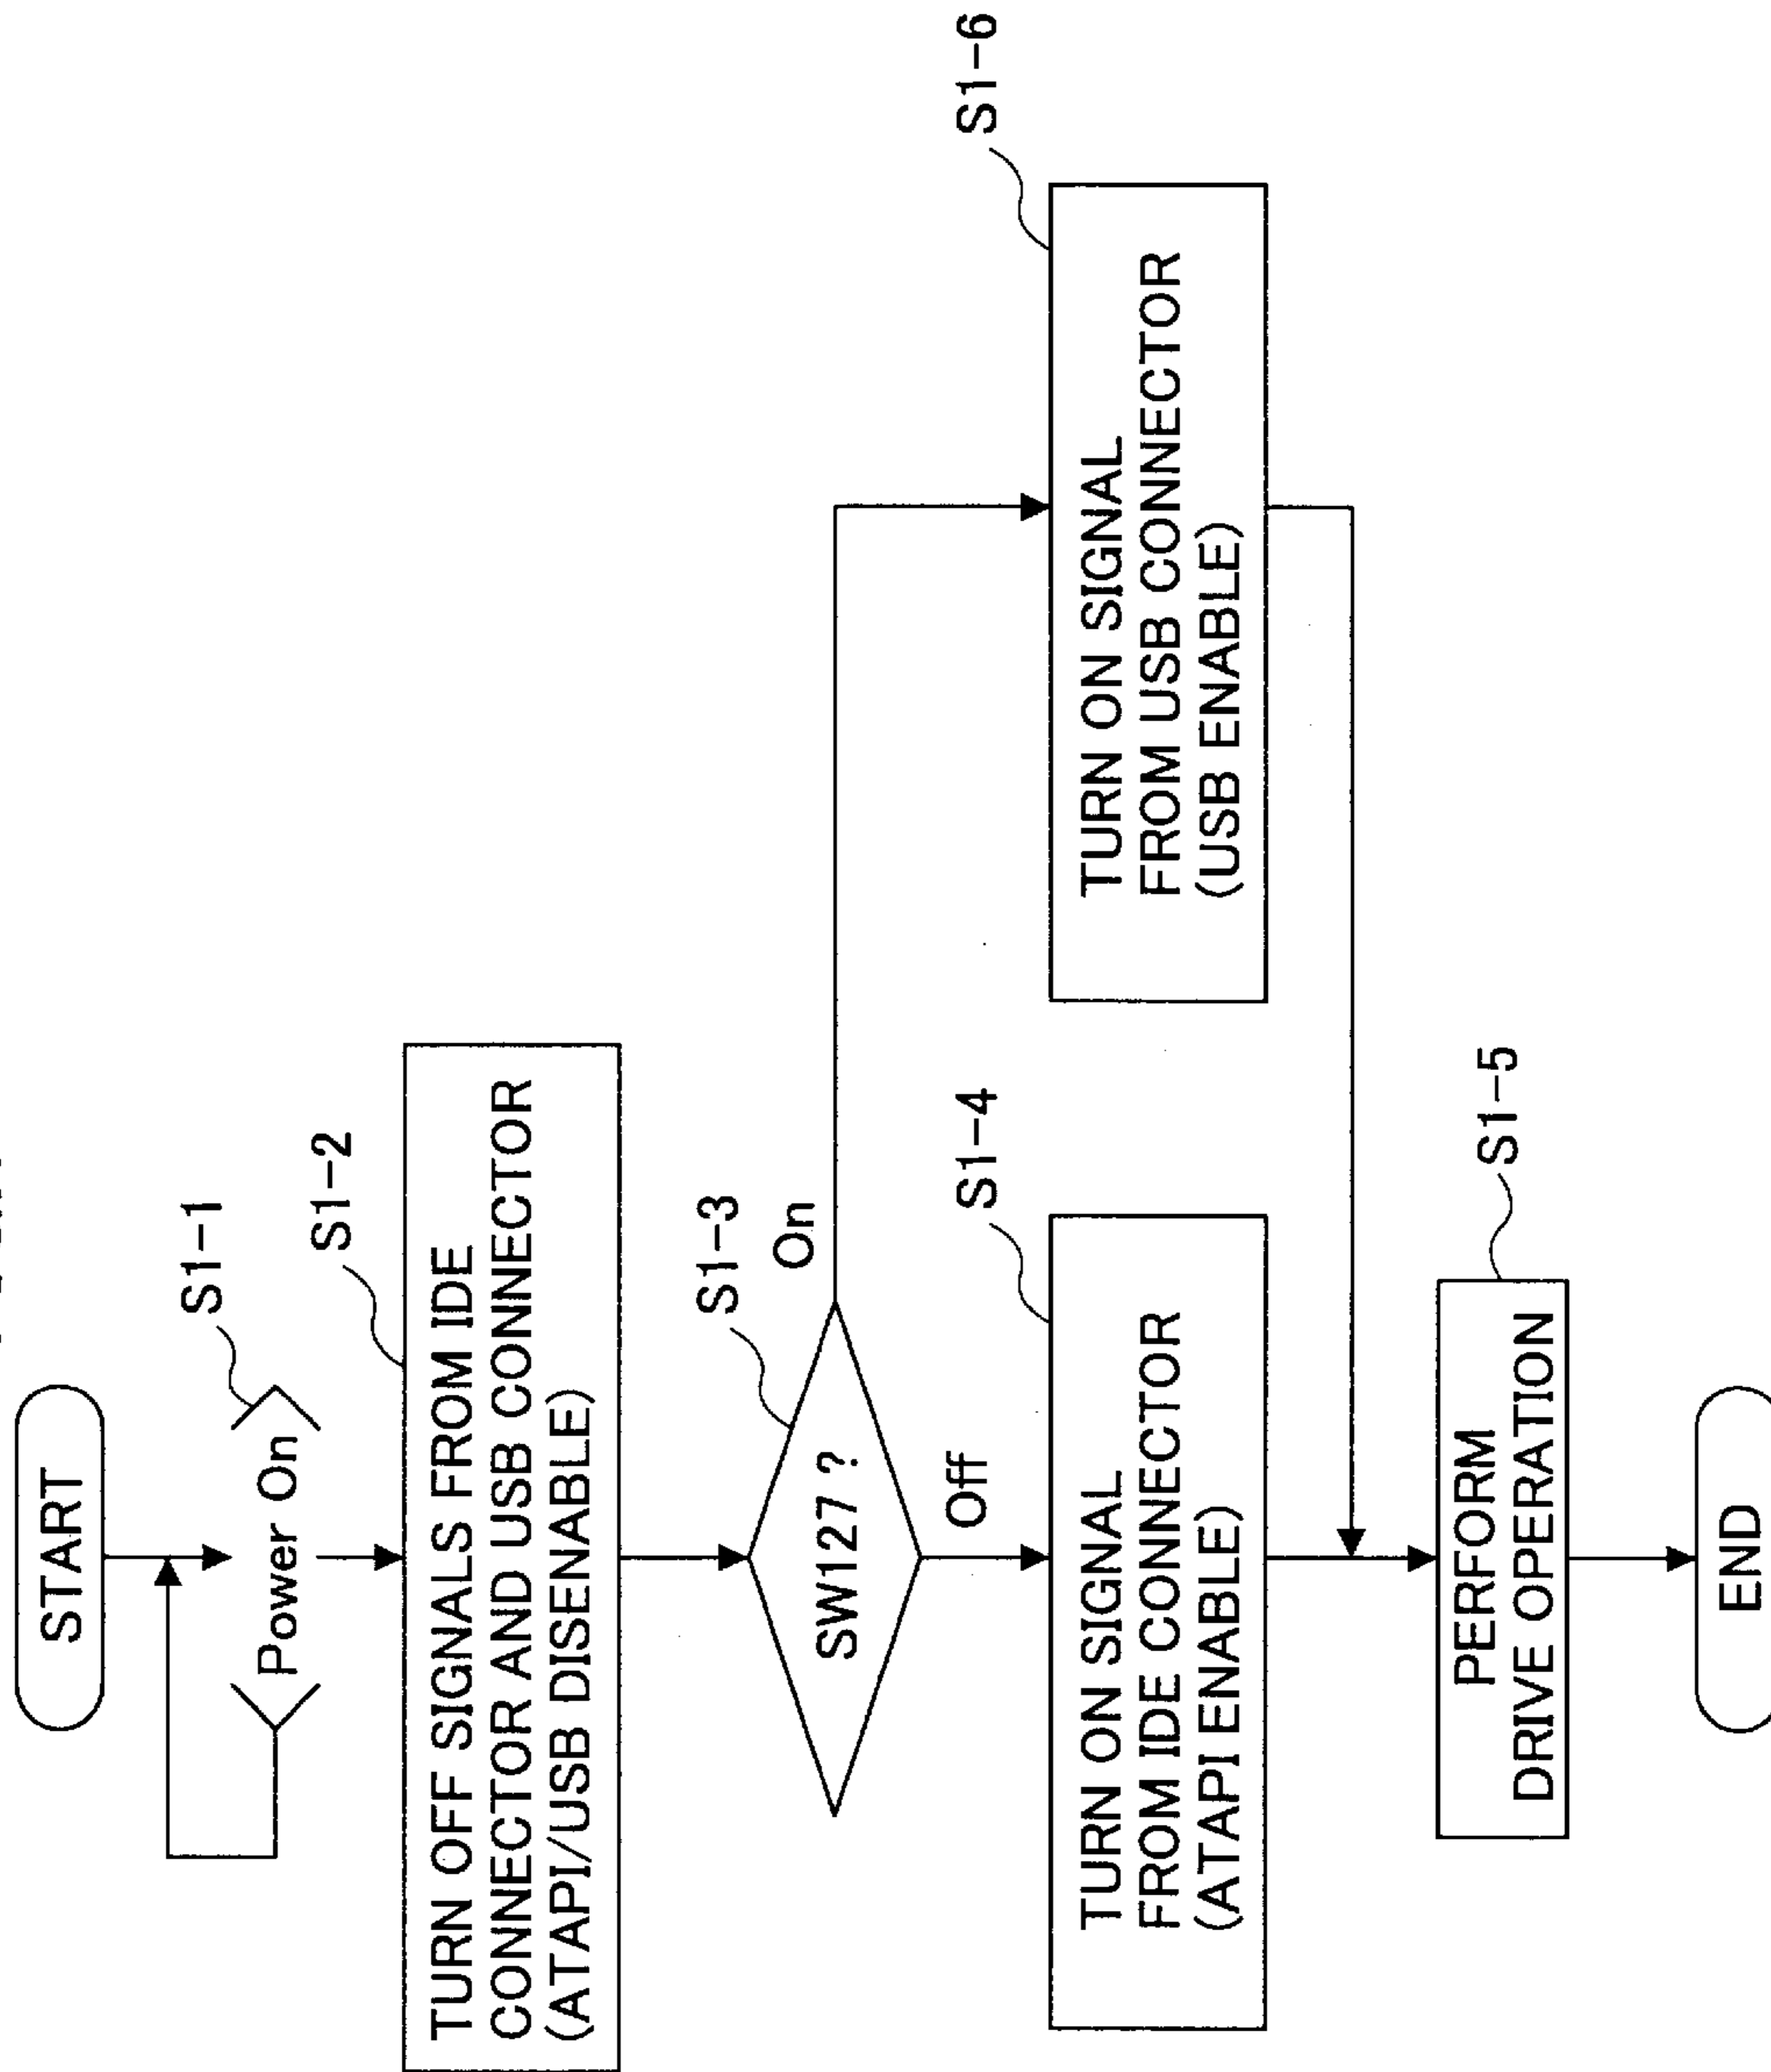 START
Power On
S1-1
TURN OFF SIGNALS FROM IDE
CONNECTOR AND USB CONNECTOR
(ATAPI/USB DISENABLE)
S1-2
SW127 ?
S1-3
On
Off
TURN ON SIGNAL
FROM IDE CONNECTOR
(ATAPI ENABLE)
S1-4
TURN ON SIGNAL
FROM USB CONNECTOR
(USB ENABLE)
S1-6
PERFORM
DRIVE OPERATION
S1-5
END